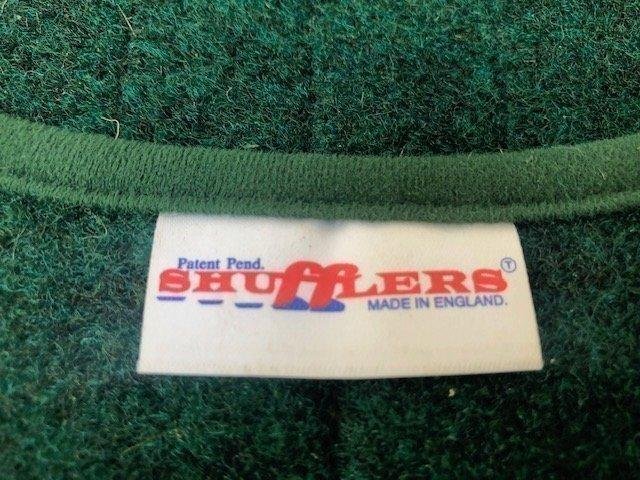 Patent Pend.
SHUFFLERS T
MADE IN ENGLAND.